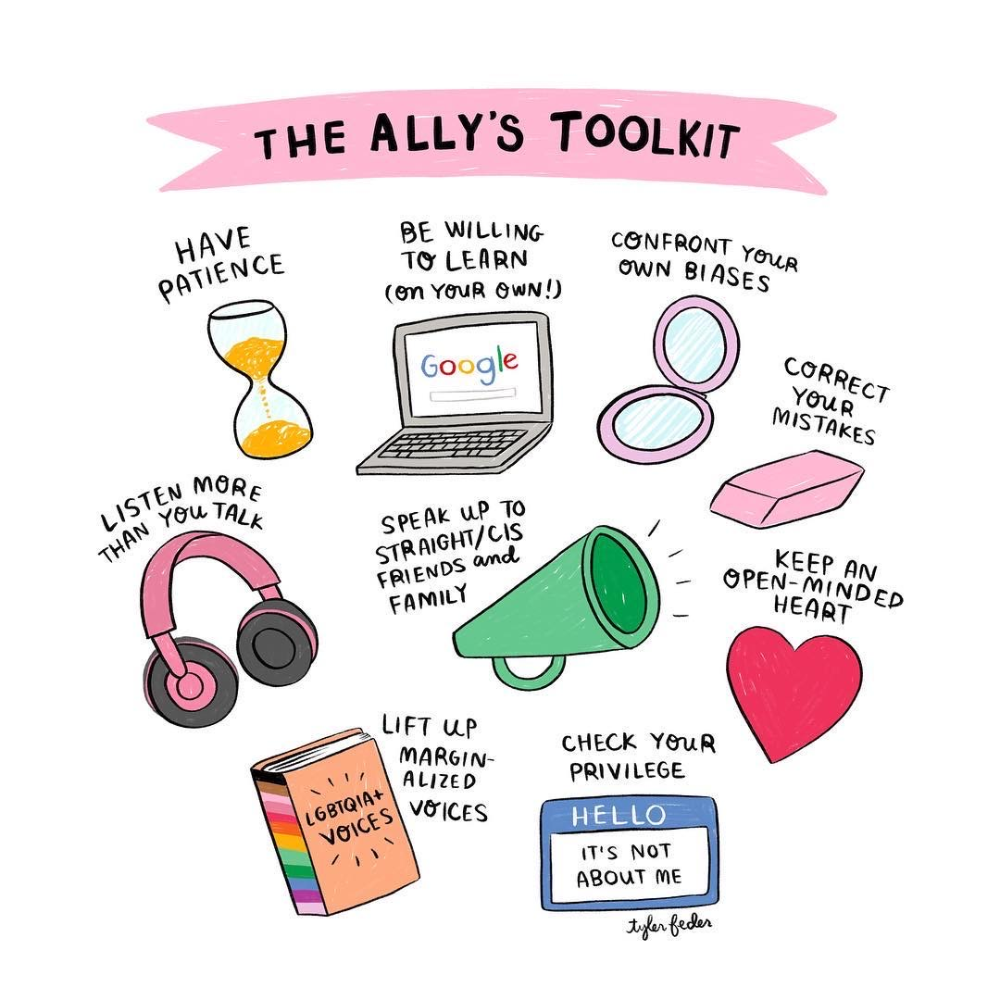 THE ALLY'S TOOLKIT
HAVE
PATIENCE
BE WILLING
TO LEARN
(on YOUR OWN!)
Google
CONFRONT YOUR
OWN BIASES
CORRECT
YOUR
MISTAKES
LISTEN MORE
THAN YOU TALK
SPEAK UP TO
STRAIGHT/CIS
FRIENDS and
FAMILY
KEEP AN
OPEN-MINDED
HEART
LIFT UP
MARGIN-
ALIZED
VOICES
LGBTQIA+
VOICES
CHECK YOUR
PRIVILEGE
HELLO
IT'S NOT
ABOUT ME
tyler feder